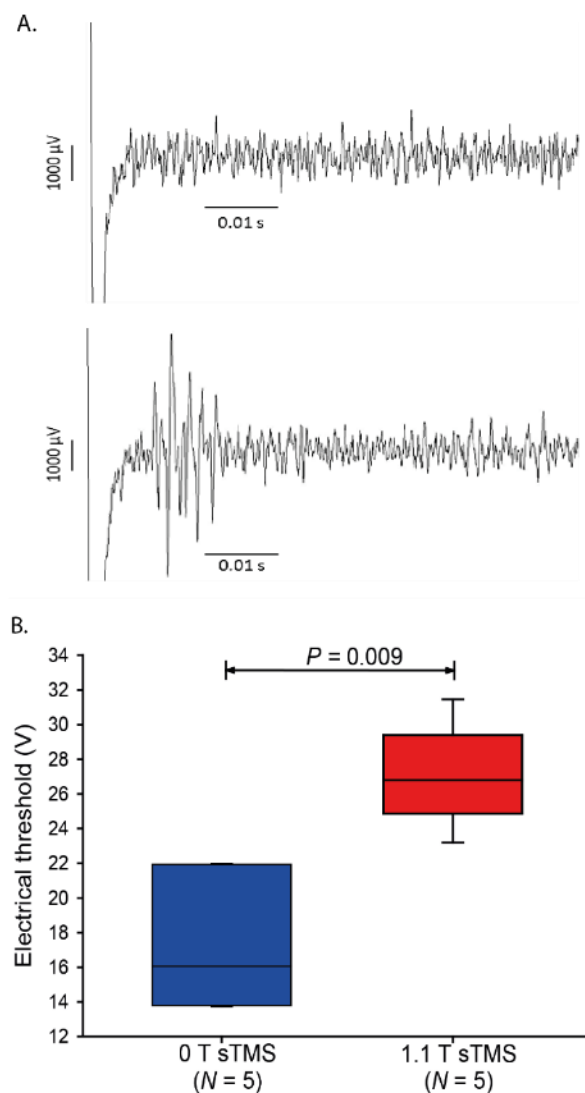 A.
1000 µV
0.01 s
1000 µV
0.01 s
B.
Electrical threshold (V)
34
32
30
28
26
24
22
20
18
16
14
12
P = 0.009
0 T sTMS
(N = 5)
1.1 T sTMS
(N = 5)